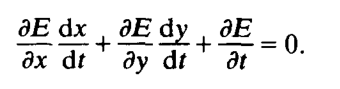 ∂E/∂x dx/dt + ∂E/∂y dy/dt + ∂E/∂t = 0.